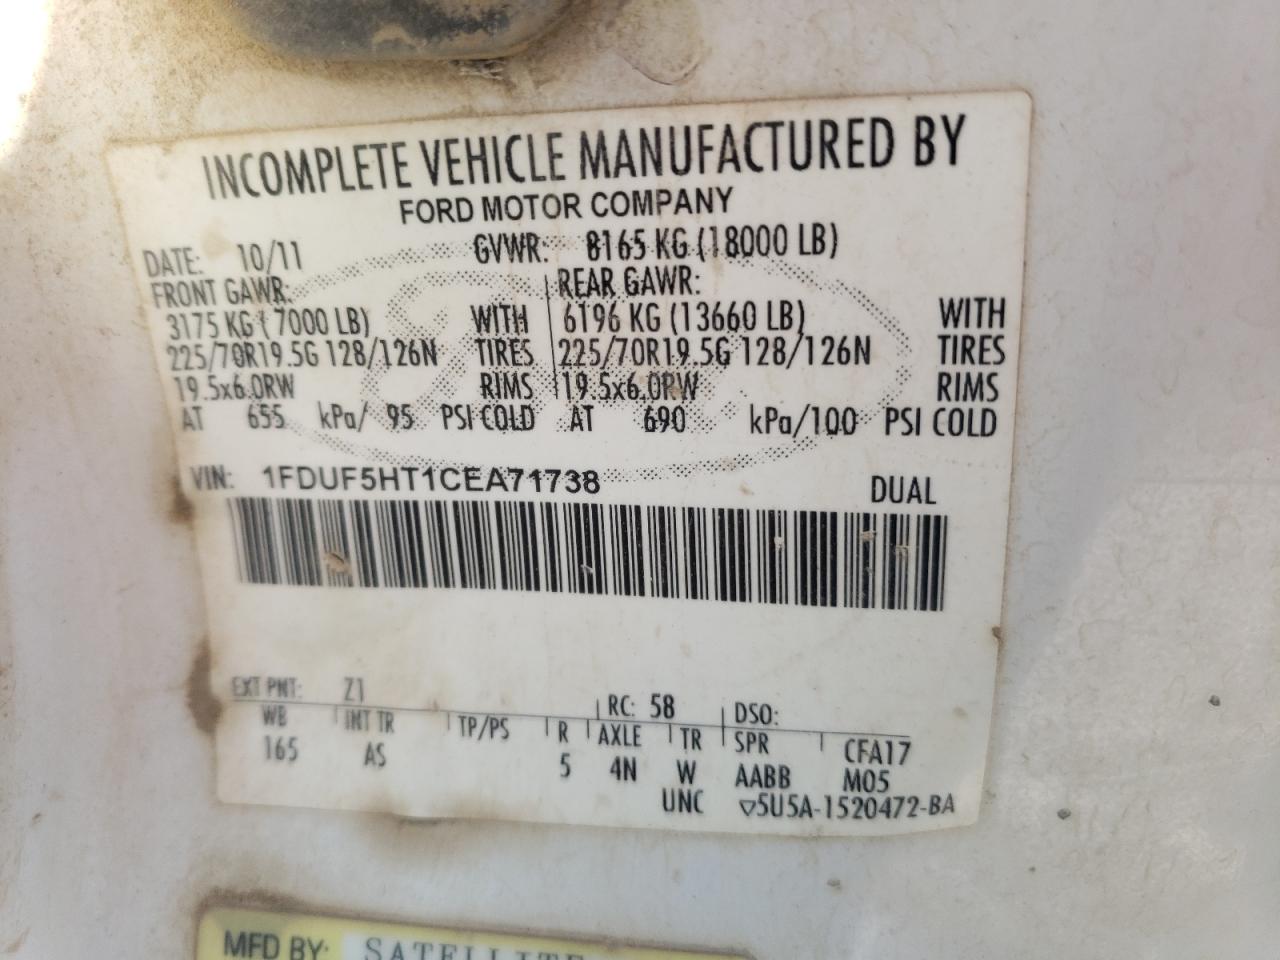 INCOMPLETE VEHICLE MANUFACTURED BY
FORD MOTOR COMPANY
DATE: 10/11 GVWR: 8165 KG (18000 LB)
FRONT GAWR: REAR GAWR:
3175 KG ( 7000 LB) WITH 6196 KG (13660 LB) WITH
225/70R19.5G 128/126N TIRES 225/70R19.5G 128/126N TIRES
19.5x6.0RW RIMS 19.5x6.0RW RIMS
AT 655 kPa/ 95 PSI COLD AT 690 kPa/100 PSI COLD
VIN: 1FDUF5HT1CEA71738 DUAL
EXT PNT: Z1 RC: 58 DSO:
WB INT TR TP/PS R AXLE TR SPR CFA17
165 AS 5 4N W AABB M05
UNC ▽5U5A-1520472-BA
MFD BY: SATELLITE